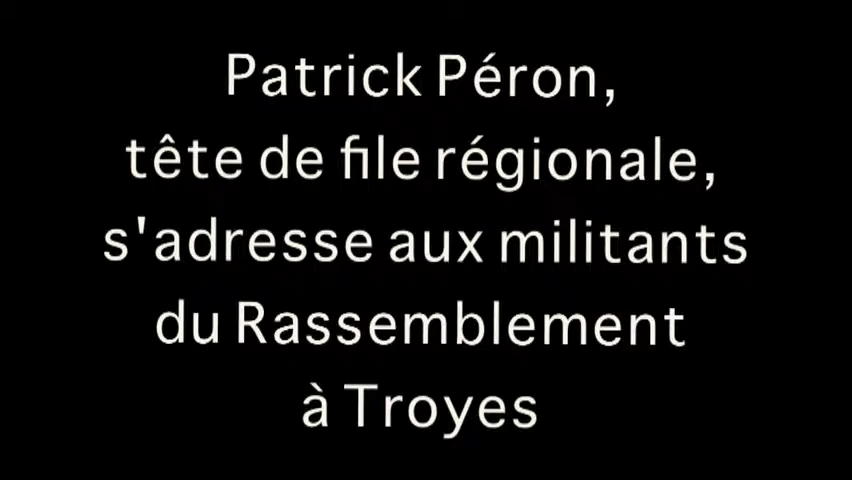 Patrick Péron,
tête de file régionale,
s'adresse aux militants
du Rassemblement
à Troyes